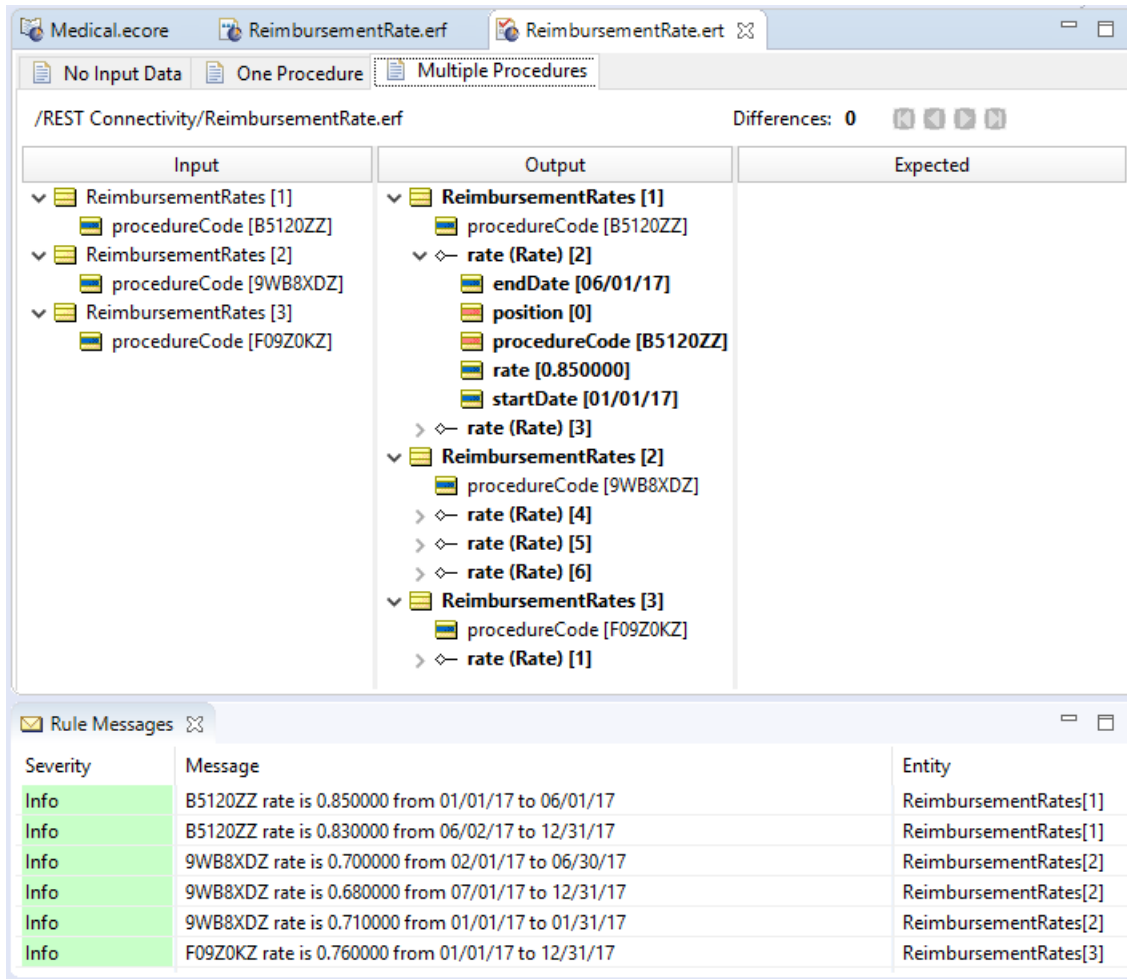 Medical.ecore ReimbursementRate.erf ReimbursementRate.ert
No Input Data One Procedure Multiple Procedures
/REST Connectivity/ReimbursementRate.erf Differences: 0
Input Output Expected
ReimbursementRates [1] ReimbursementRates [1]
procedureCode [B5120ZZ] procedureCode [B5120ZZ]
ReimbursementRates [2] rate (Rate) [2]
procedureCode [9WB8XDZ] endDate [06/01/17]
ReimbursementRates [3] position [0]
procedureCode [F09Z0KZ] procedureCode [B5120ZZ]
rate [0.850000]
startDate [01/01/17]
rate (Rate) [3]
ReimbursementRates [2]
procedureCode [9WB8XDZ]
rate (Rate) [4]
rate (Rate) [5]
rate (Rate) [6]
ReimbursementRates [3]
procedureCode [F09Z0KZ]
rate (Rate) [1]
Rule Messages
Severity Message Entity
Info B5120ZZ rate is 0.850000 from 01/01/17 to 06/01/17 ReimbursementRates[1]
Info B5120ZZ rate is 0.830000 from 06/02/17 to 12/31/17 ReimbursementRates[1]
Info 9WB8XDZ rate is 0.700000 from 02/01/17 to 06/30/17 ReimbursementRates[2]
Info 9WB8XDZ rate is 0.680000 from 07/01/17 to 12/31/17 ReimbursementRates[2]
Info 9WB8XDZ rate is 0.710000 from 01/01/17 to 01/31/17 ReimbursementRates[2]
Info F09Z0KZ rate is 0.760000 from 01/01/17 to 12/31/17 ReimbursementRates[3]